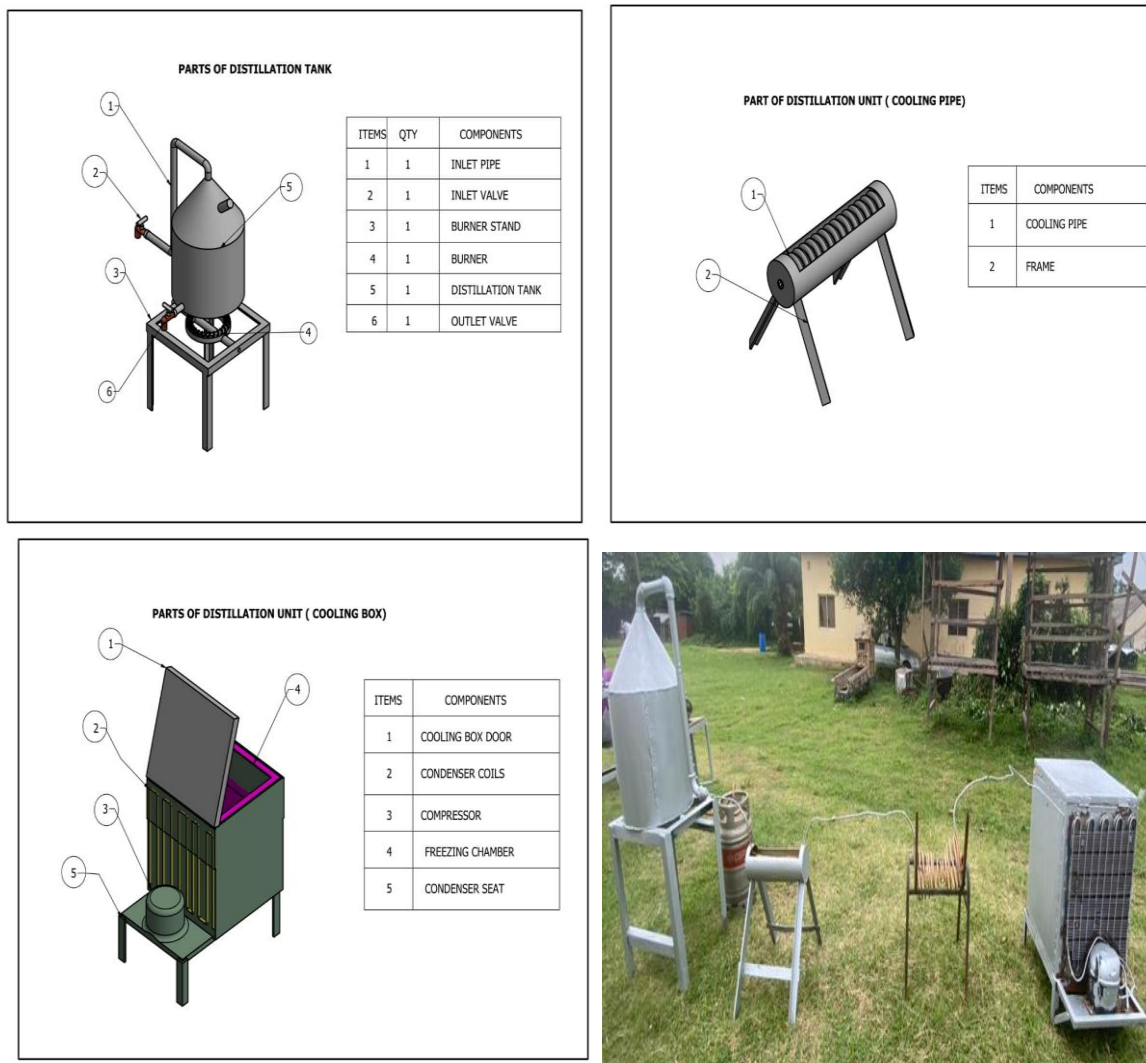 PARTS OF DISTILLATION TANK
1
2
3
4
5
6
ITEMS QTY COMPONENTS
1 1 INLET PIPE
2 1 INLET VALVE
3 1 BURNER STAND
4 1 BURNER
5 1 DISTILLATION TANK
6 1 OUTLET VALVE
PART OF DISTILLATION UNIT ( COOLING PIPE)
1
2
ITEMS COMPONENTS
1 COOLING PIPE
2 FRAME
PARTS OF DISTILLATION UNIT ( COOLING BOX)
1
2
3
4
5
ITEMS COMPONENTS
1 COOLING BOX DOOR
2 CONDENSER COILS
3 COMPRESSOR
4 FREEZING CHAMBER
5 CONDENSER SEAT